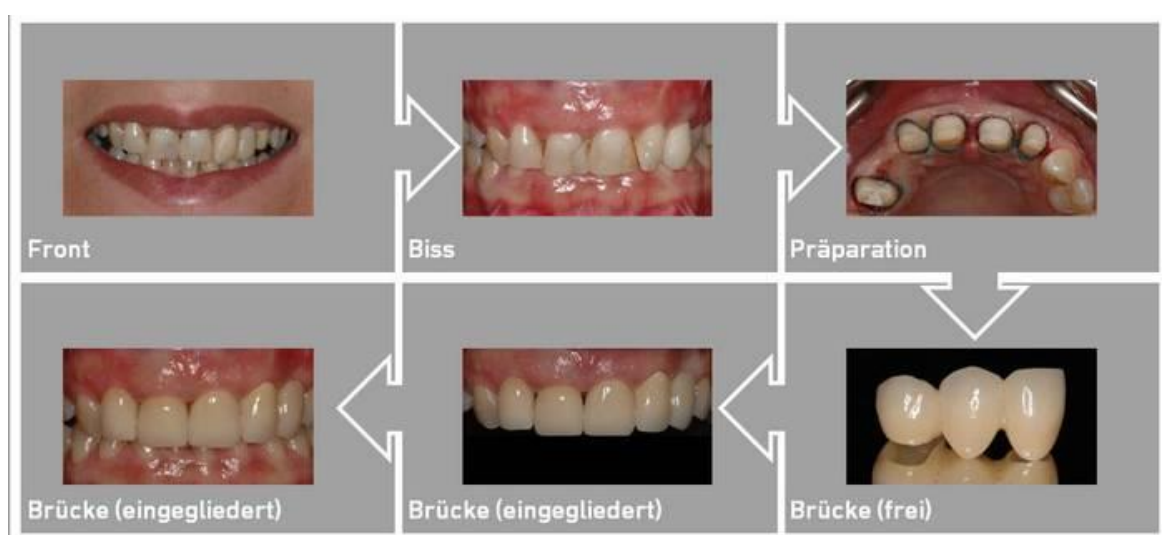 Front
Biss
Präparation
Brücke (eingegliedert)
Brücke (eingegliedert)
Brücke (frei)